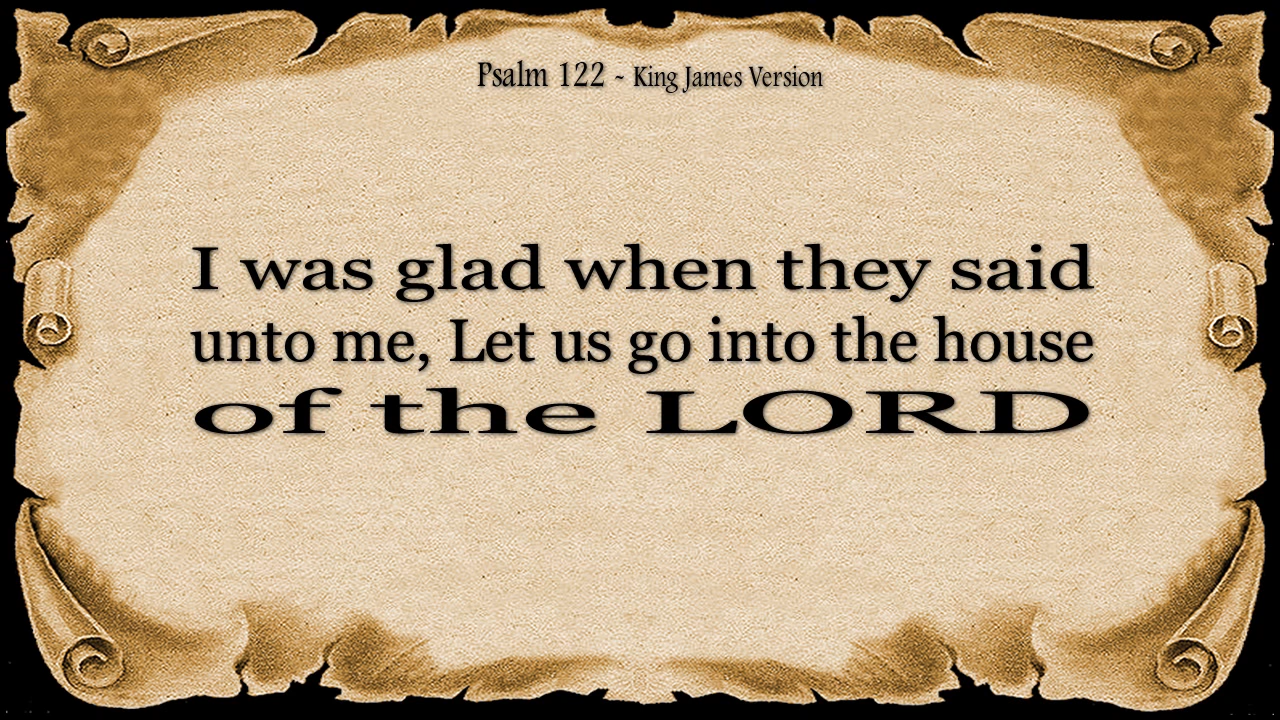 Psalm 122 - King James Version
I was glad when they said
unto me, Let us go into the house
of the LORD